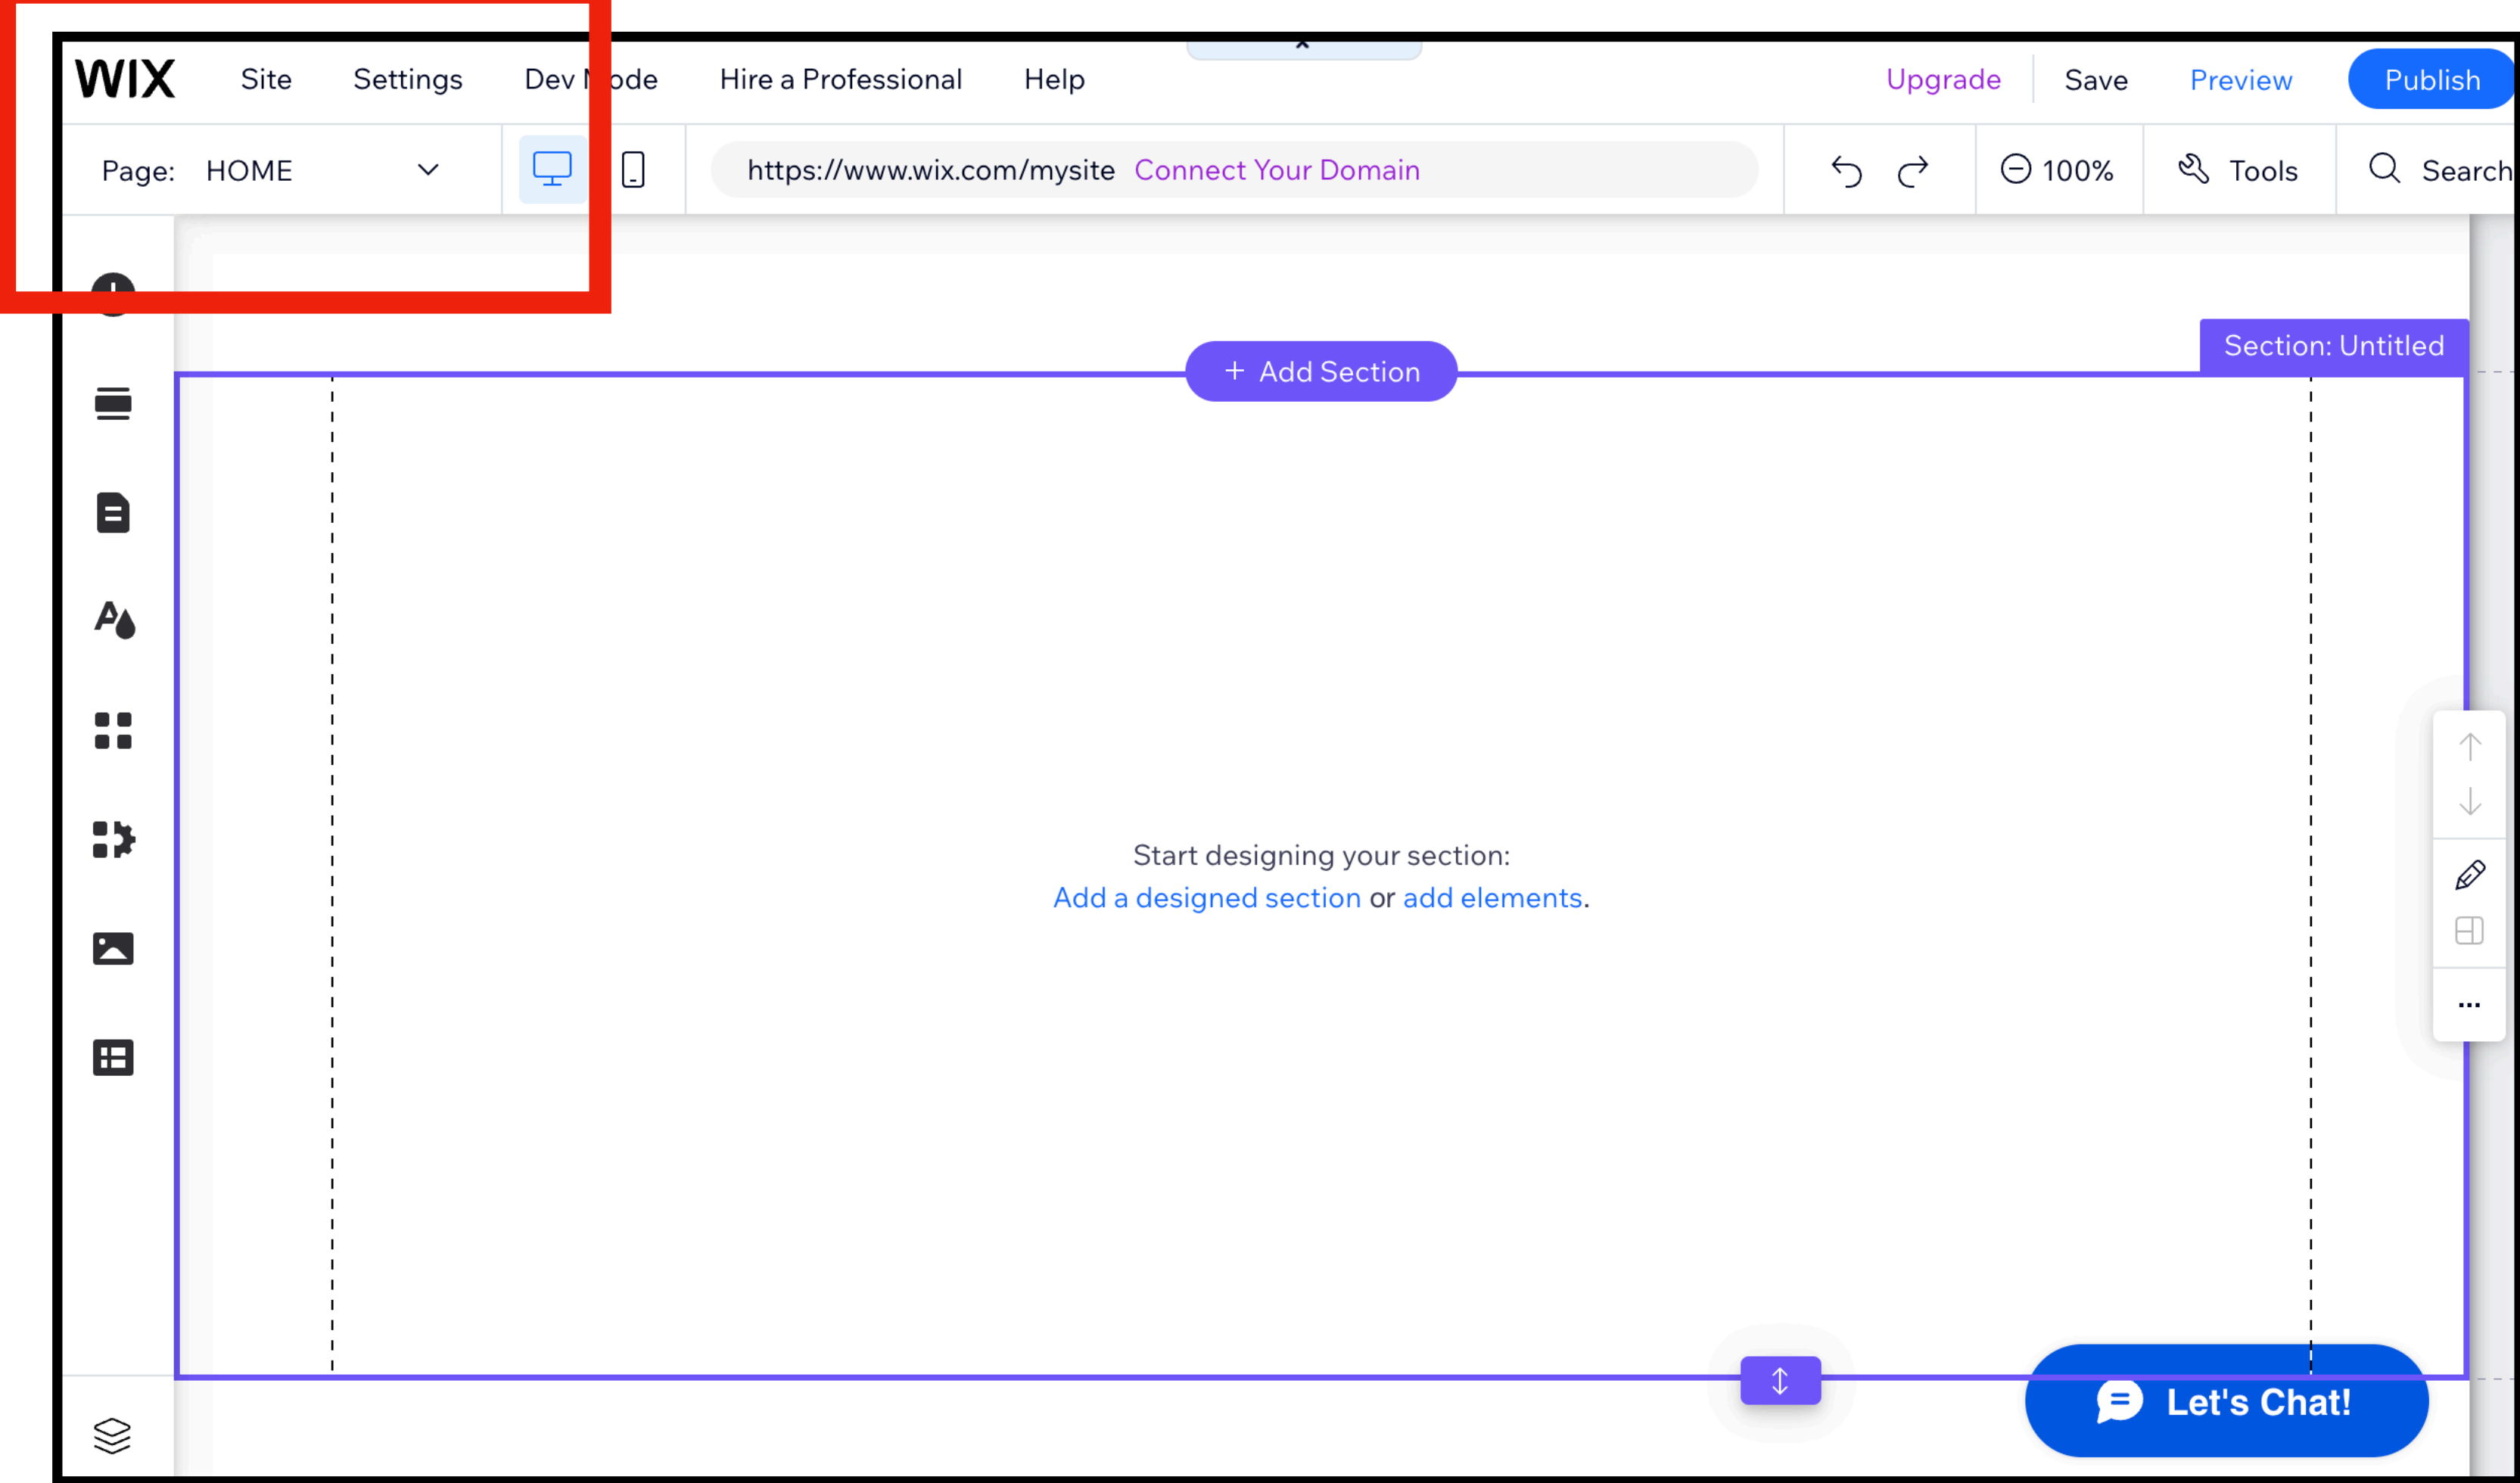 WIX Site Settings Dev Mode Hire a Professional Help Upgrade Save Preview Publish
Page: HOME https://www.wix.com/mysite Connect Your Domain 100% Tools Search
Section: Untitled
+ Add Section
Start designing your section:
Add a designed section or add elements.
Let's Chat!